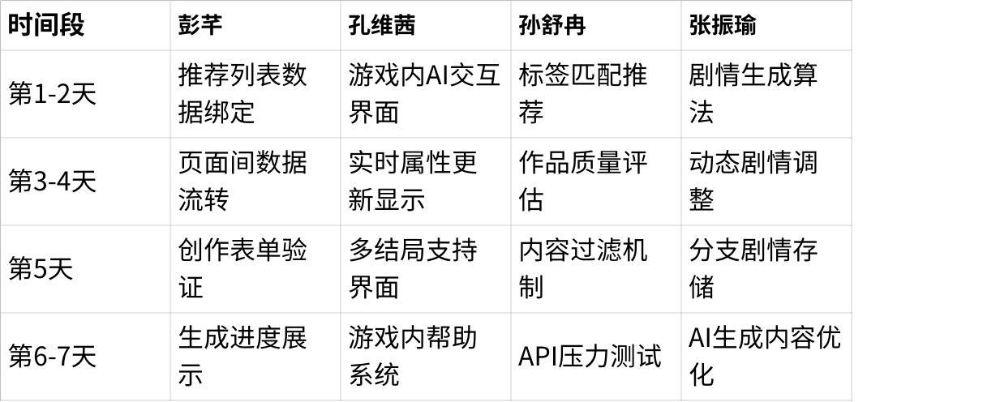 时间段 彭芊 孔维茜 孙舒冉 张振瑜
第1-2天
推荐列表数
据绑定
游戏内AI交互
界面
标签匹配推
荐
剧情生成算
法
第3-4天
页面间数据
流转
实时属性更
新显示
作品质量评
估
动态剧情调
整
第5天
创作表单验
证
多结局支持
界面
内容过滤机
制
分支剧情存
储
第6-7天
生成进度展
示
游戏内帮助
系统
API压力测试
AI生成内容优
化